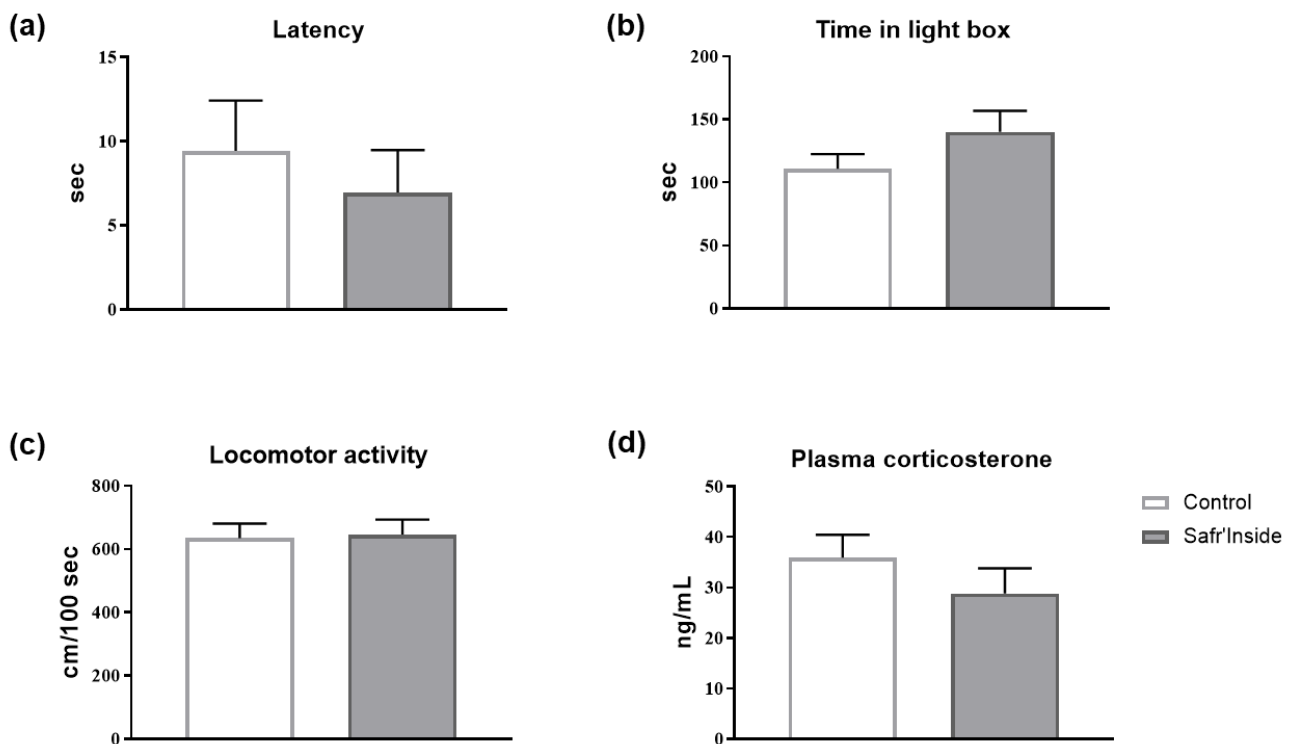 (a)
Latency
15
10
5
0
sec
(b)
Time in light box
200
150
100
50
0
sec
(c)
Locomotor activity
800
600
400
200
0
cm/100 sec
(d)
Plasma corticosterone
50
40
30
20
10
0
ng/mL
Control
Safr'Inside